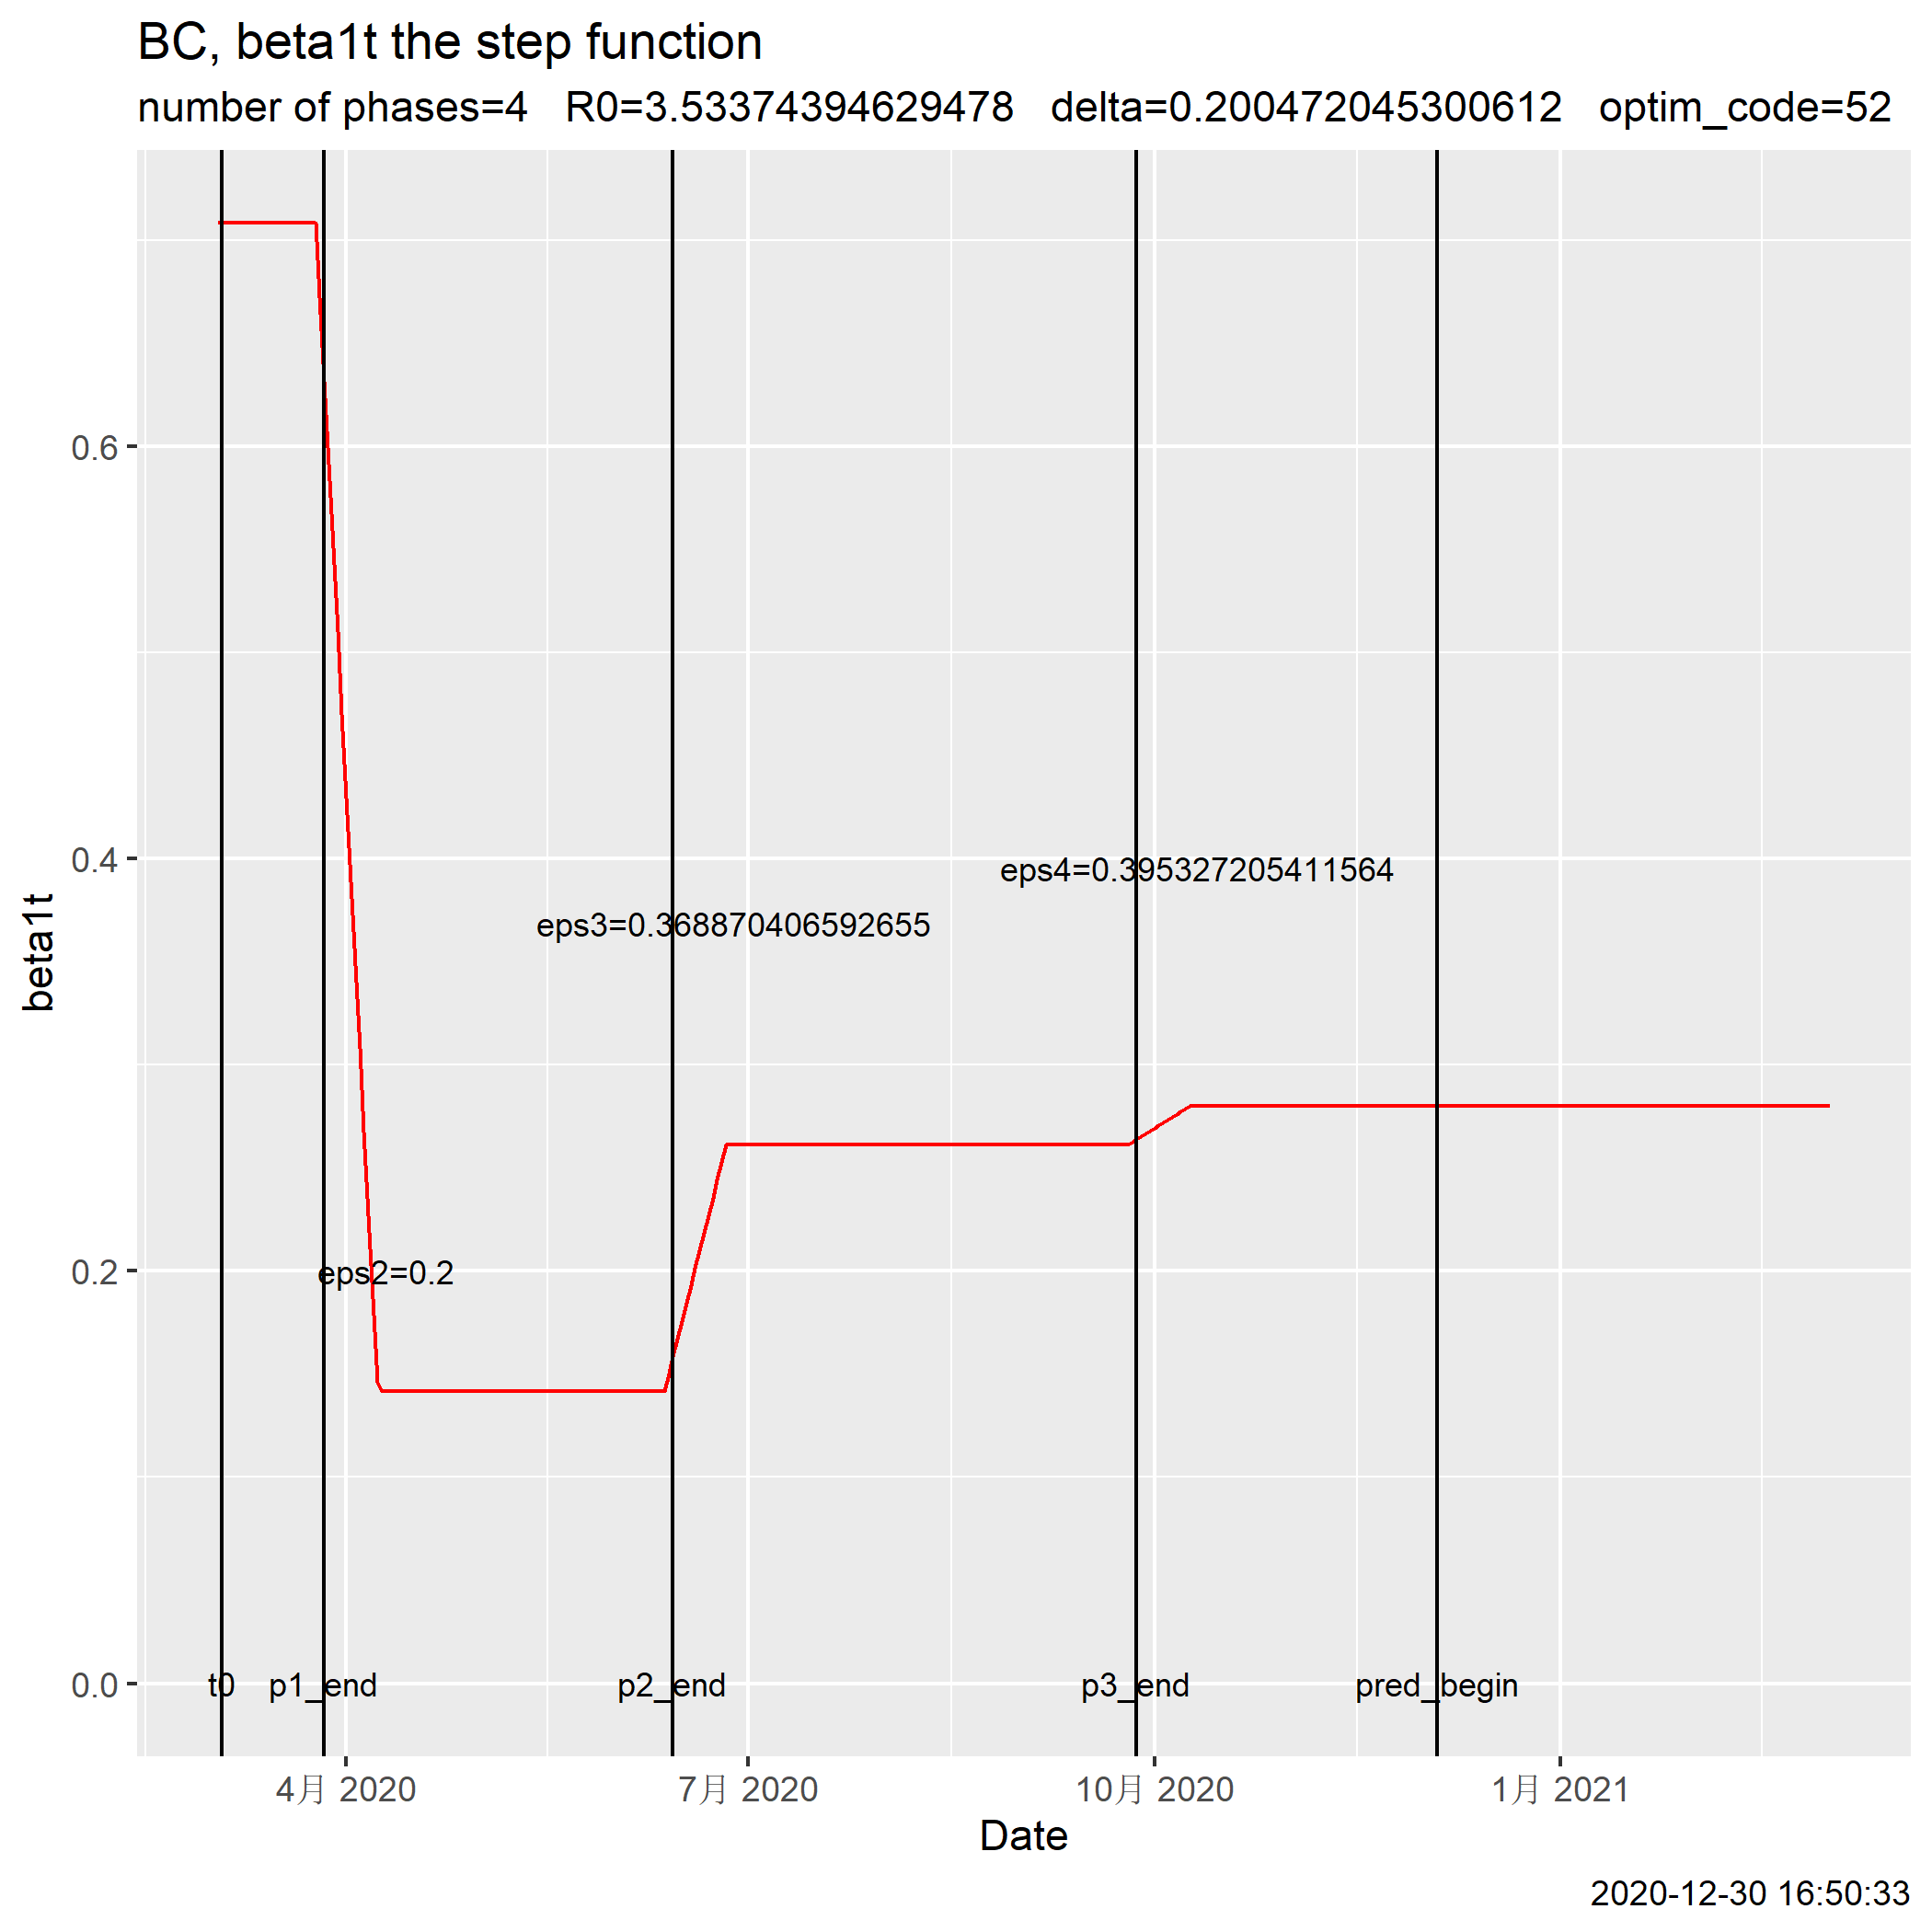 BC, beta1t the step function
number of phases=4   R0=3.53374394629478   delta=0.200472045300612   optim_code=52
0.6
0.4
0.2
0.0
beta1t
eps4=0.395327205411564
eps3=0.368870406592655
eps2=0.2
t0
p1_end
p2_end
p3_end
pred_begin
4月 2020
7月 2020
10月 2020
1月 2021
Date
2020-12-30 16:50:33